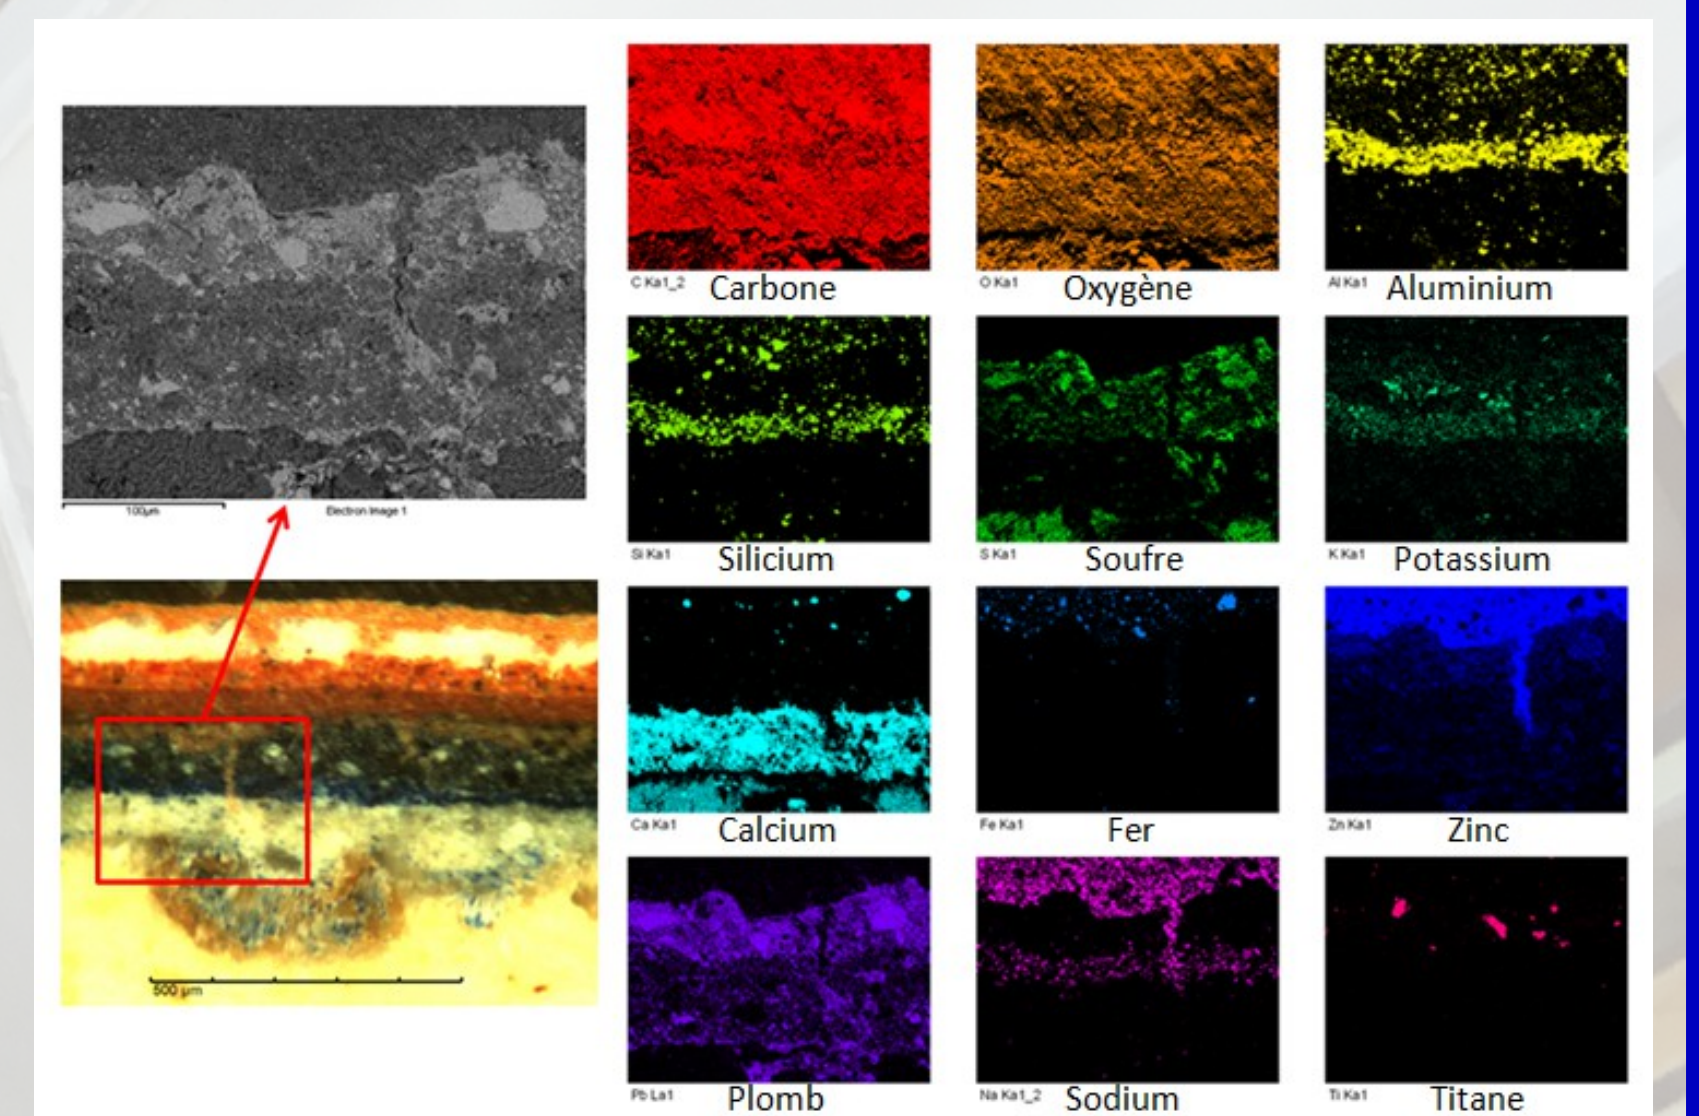 100µm
Electron Image 1
500 µm
C Ka1_2
Carbone
O Ka1
Oxygène
Al Ka1
Aluminium
Si Ka1
Silicium
S Ka1
Soufre
K Ka1
Potassium
Ca Ka1
Calcium
Fe Ka1
Fer
Zn Ka1
Zinc
Pb La1
Plomb
Na Ka1_2
Sodium
Ti Ka1
Titane